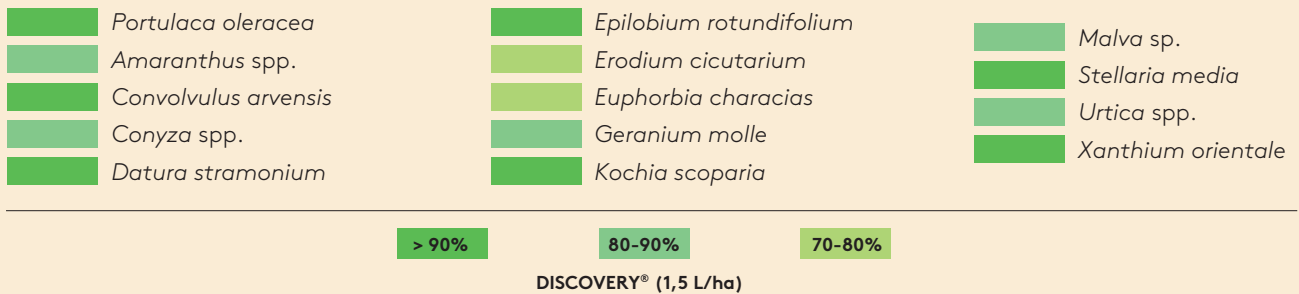 Portulaca oleracea
Amaranthus spp.
Convolvulus arvensis
Conyza spp.
Datura stramonium
Epilobium rotundifolium
Erodium cicutarium
Euphorbia characias
Geranium molle
Kochia scoparia
Malva sp.
Stellaria media
Urtica spp.
Xanthium orientale
> 90%
80-90%
70-80%
DISCOVERY® (1,5 L/ha)